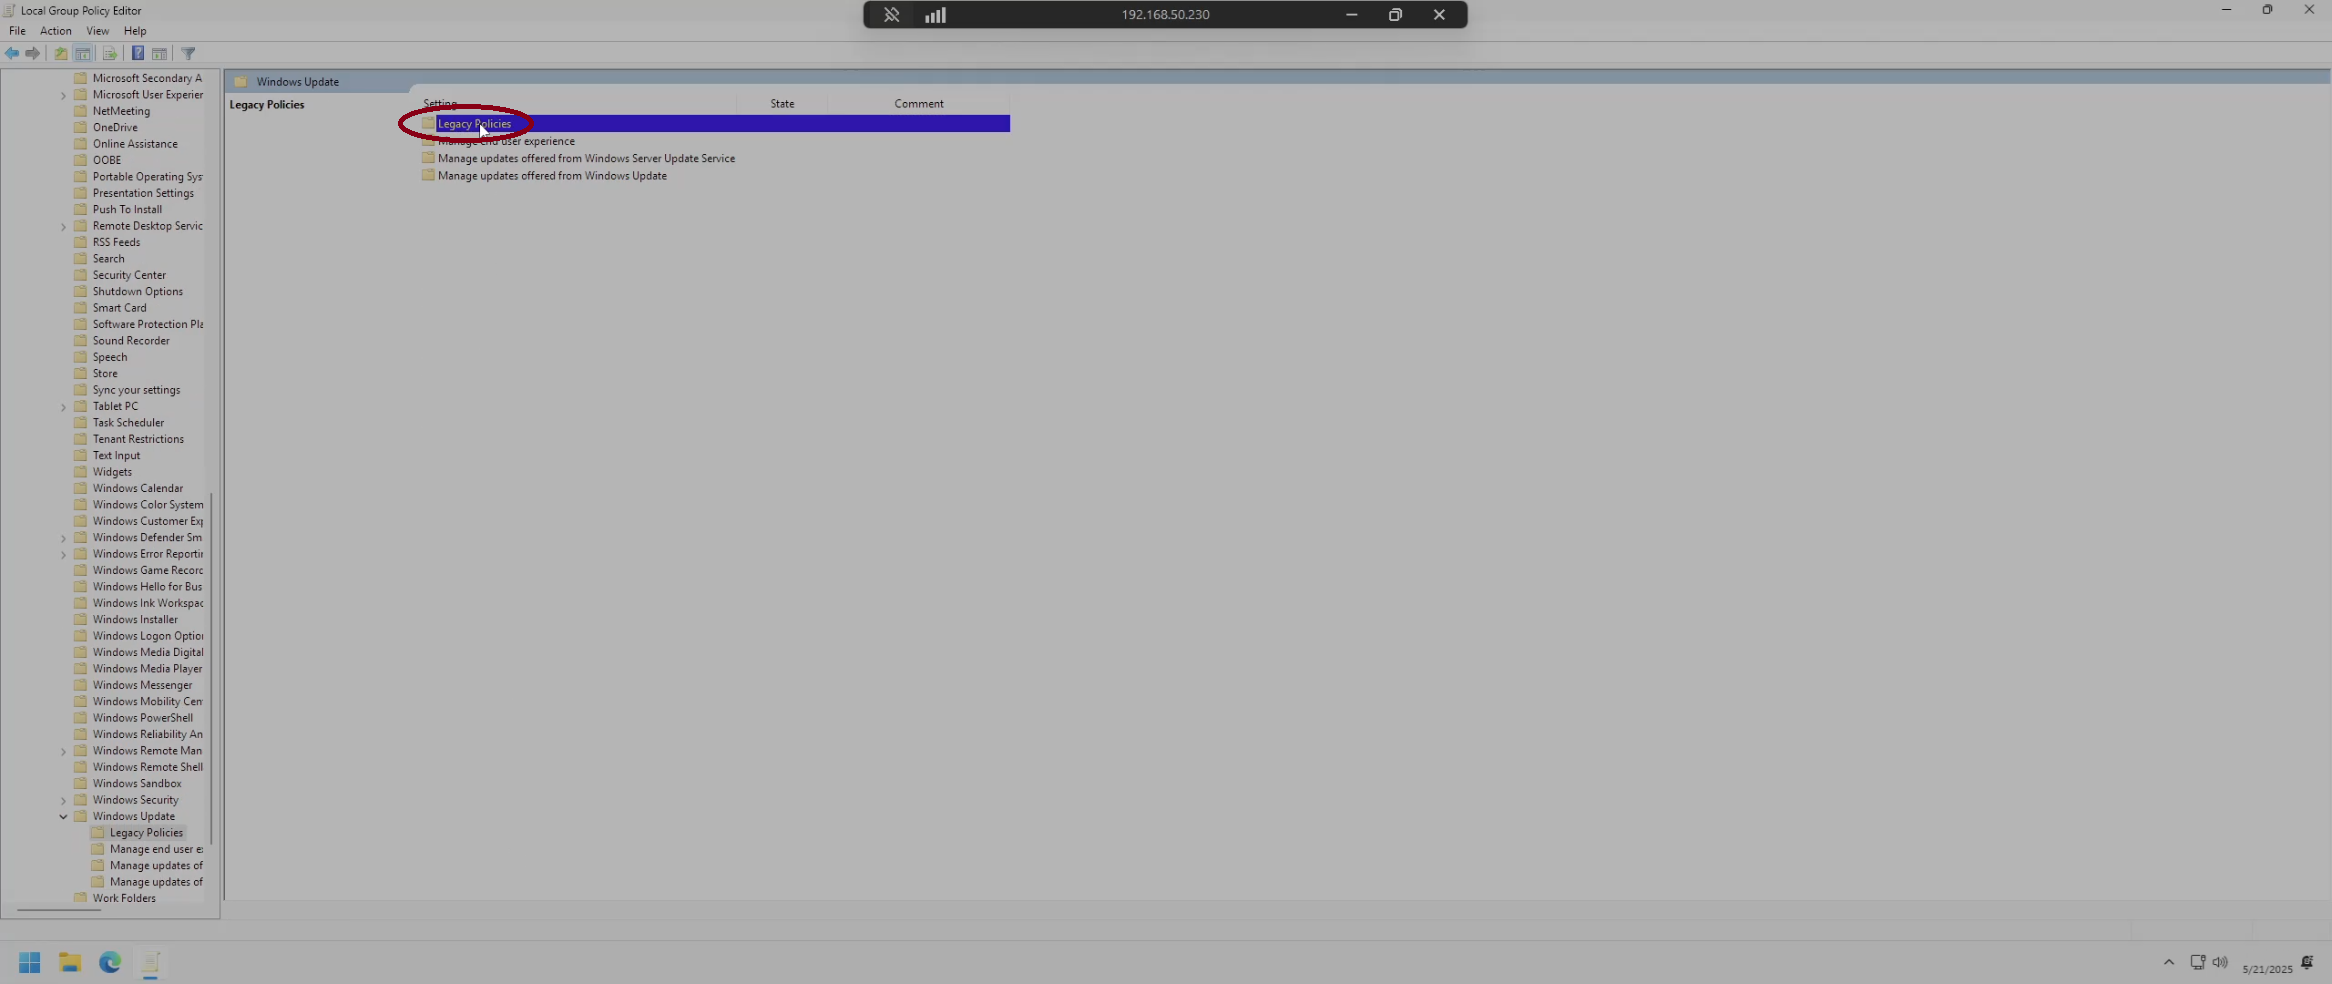 Local Group Policy Editor
192.168.50.230
File Action View Help
Microsoft Secondary A
Microsoft User Experier
NetMeeting
OneDrive
Online Assistance
OOBE
Portable Operating Sys
Presentation Settings
Push To Install
Remote Desktop Servic
RSS Feeds
Search
Security Center
Shutdown Options
Smart Card
Software Protection Pla
Sound Recorder
Speech
Store
Sync your settings
Tablet PC
Task Scheduler
Tenant Restrictions
Text Input
Widgets
Windows Calendar
Windows Color System
Windows Customer Exp
Windows Defender Sm
Windows Error Reportin
Windows Game Record
Windows Hello for Bus
Windows Ink Workspac
Windows Installer
Windows Logon Option
Windows Media Digital
Windows Media Player
Windows Messenger
Windows Mobility Cen
Windows PowerShell
Windows Reliability An
Windows Remote Man
Windows Remote Shell
Windows Sandbox
Windows Security
Windows Update
Legacy Policies
Manage end user ex
Manage updates of
Manage updates of
Work Folders
Windows Update
Legacy Policies
Setting State Comment
Legacy Policies
Manage end user experience
Manage updates offered from Windows Server Update Service
Manage updates offered from Windows Update
5/21/2025